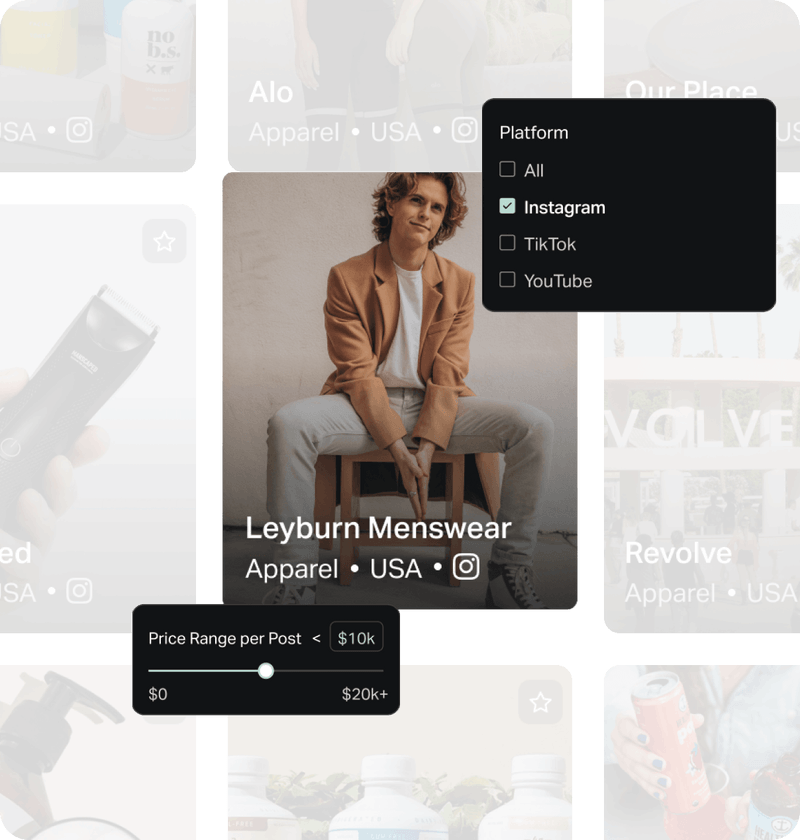 no
b.s.
Alo
Our Place
USA •
Apparel • USA •
US
Platform
All
Instagram
TikTok
YouTube
VOLVE
Leyburn Menswear
Apparel • USA •
ed
USA •
Revolve
Apparel • USA
Price Range per Post < $10k
$0 $20k+